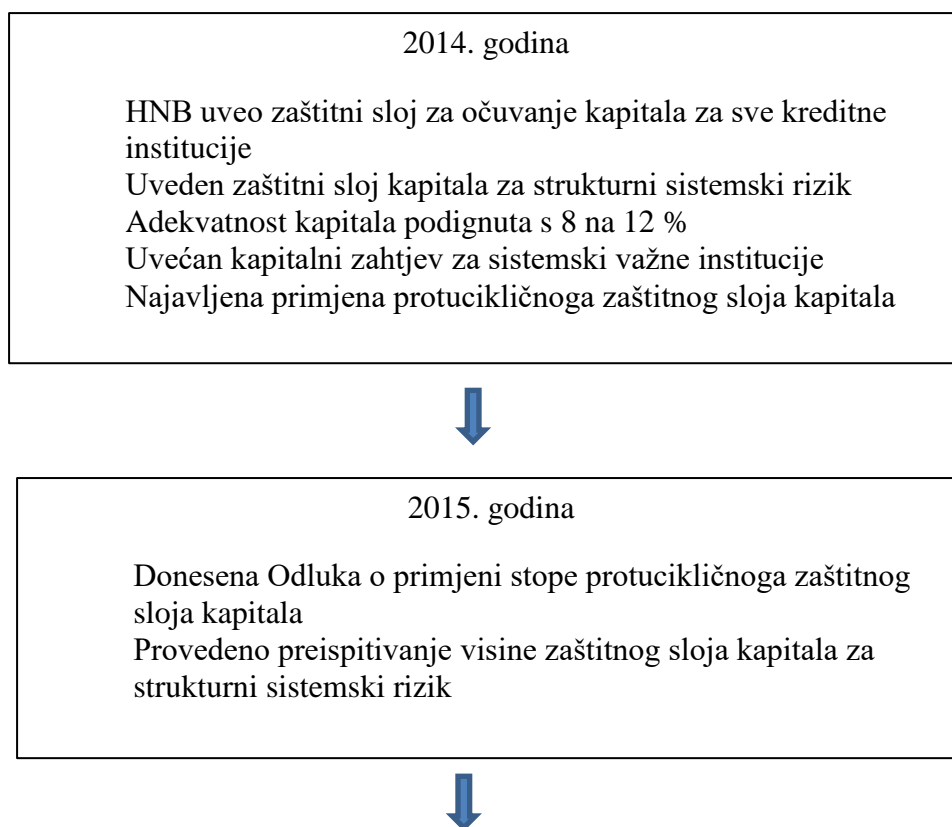 2014. godina
HNB uveo zaštitni sloj za očuvanje kapitala za sve kreditne
institucije
Uveden zaštitni sloj kapitala za strukturni sistemski rizik
Adekvatnost kapitala podignuta s 8 na 12 %
Uvećan kapitalni zahtjev za sistemski važne institucije
Najavljena primjena protucikličnoga zaštitnog sloja kapitala
2015. godina
Donesena Odluka o primjeni stope protucikličnoga zaštitnog
sloja kapitala
Provedeno preispitivanje visine zaštitnog sloja kapitala za
strukturni sistemski rizik